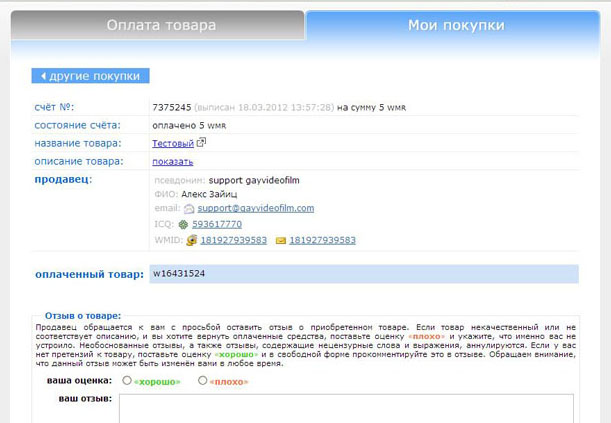 Оплата товара
Мои покупки
другие покупки
счёт №: 7375245 (выписан 18.03.2012 13:57:28) на сумму 5 WMR
состояние счёта: оплачено 5 WMR
название товара: Тестовый
описание товара: показать
продавец: псевдоним: support gayvideofilm
ФИО: Алекс Зайиц
email: support@gayvideofilm.com
ICQ: 593617770
WMID: 181927939583 181927939583
оплаченный товар: w16431524
Отзыв о товаре:
Продавец обращается к вам с просьбой оставить отзыв о приобретенном товаре. Если товар некачественный или не
соответствует описанию, и вы хотите вернуть оплаченные средства, поставьте оценку «плохо» и укажите, что именно вас не
устроило. Необоснованные отзывы, а также отзывы, содержащие нецензурные слова и выражения, аннулируются. Если у вас
нет претензий к товару, поставьте оценку «хорошо» и в свободной форме прокомментируйте это в отзыве. Обращаем внимание,
что данный отзыв может быть изменён вами в любое время.
ваша оценка: «хорошо» «плохо»
ваш отзыв: